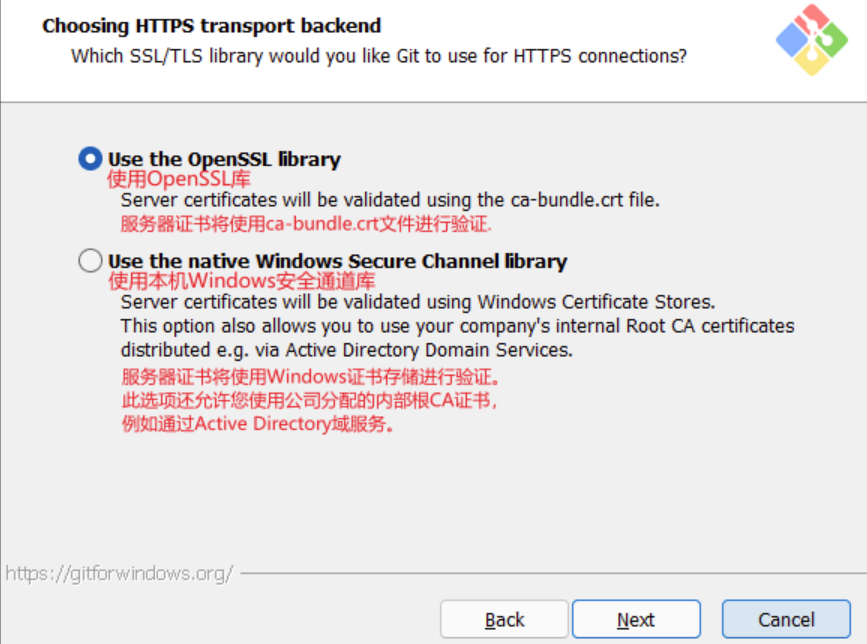 Choosing HTTPS transport backend
Which SSL/TLS library would you like Git to use for HTTPS connections?
Use the OpenSSL library
使用OpenSSL库
Server certificates will be validated using the ca-bundle.crt file.
服务器证书将使用ca-bundle.crt文件进行验证.
Use the native Windows Secure Channel library
使用本机Windows安全通道库
Server certificates will be validated using Windows Certificate Stores.
This option also allows you to use your company's internal Root CA certificates
distributed e.g. via Active Directory Domain Services.
服务器证书将使用Windows证书存储进行验证。
此选项还允许您使用公司分配的内部根CA证书,
例如通过Active Directory域服务。
https://gitforwindows.org/
Back Next Cancel